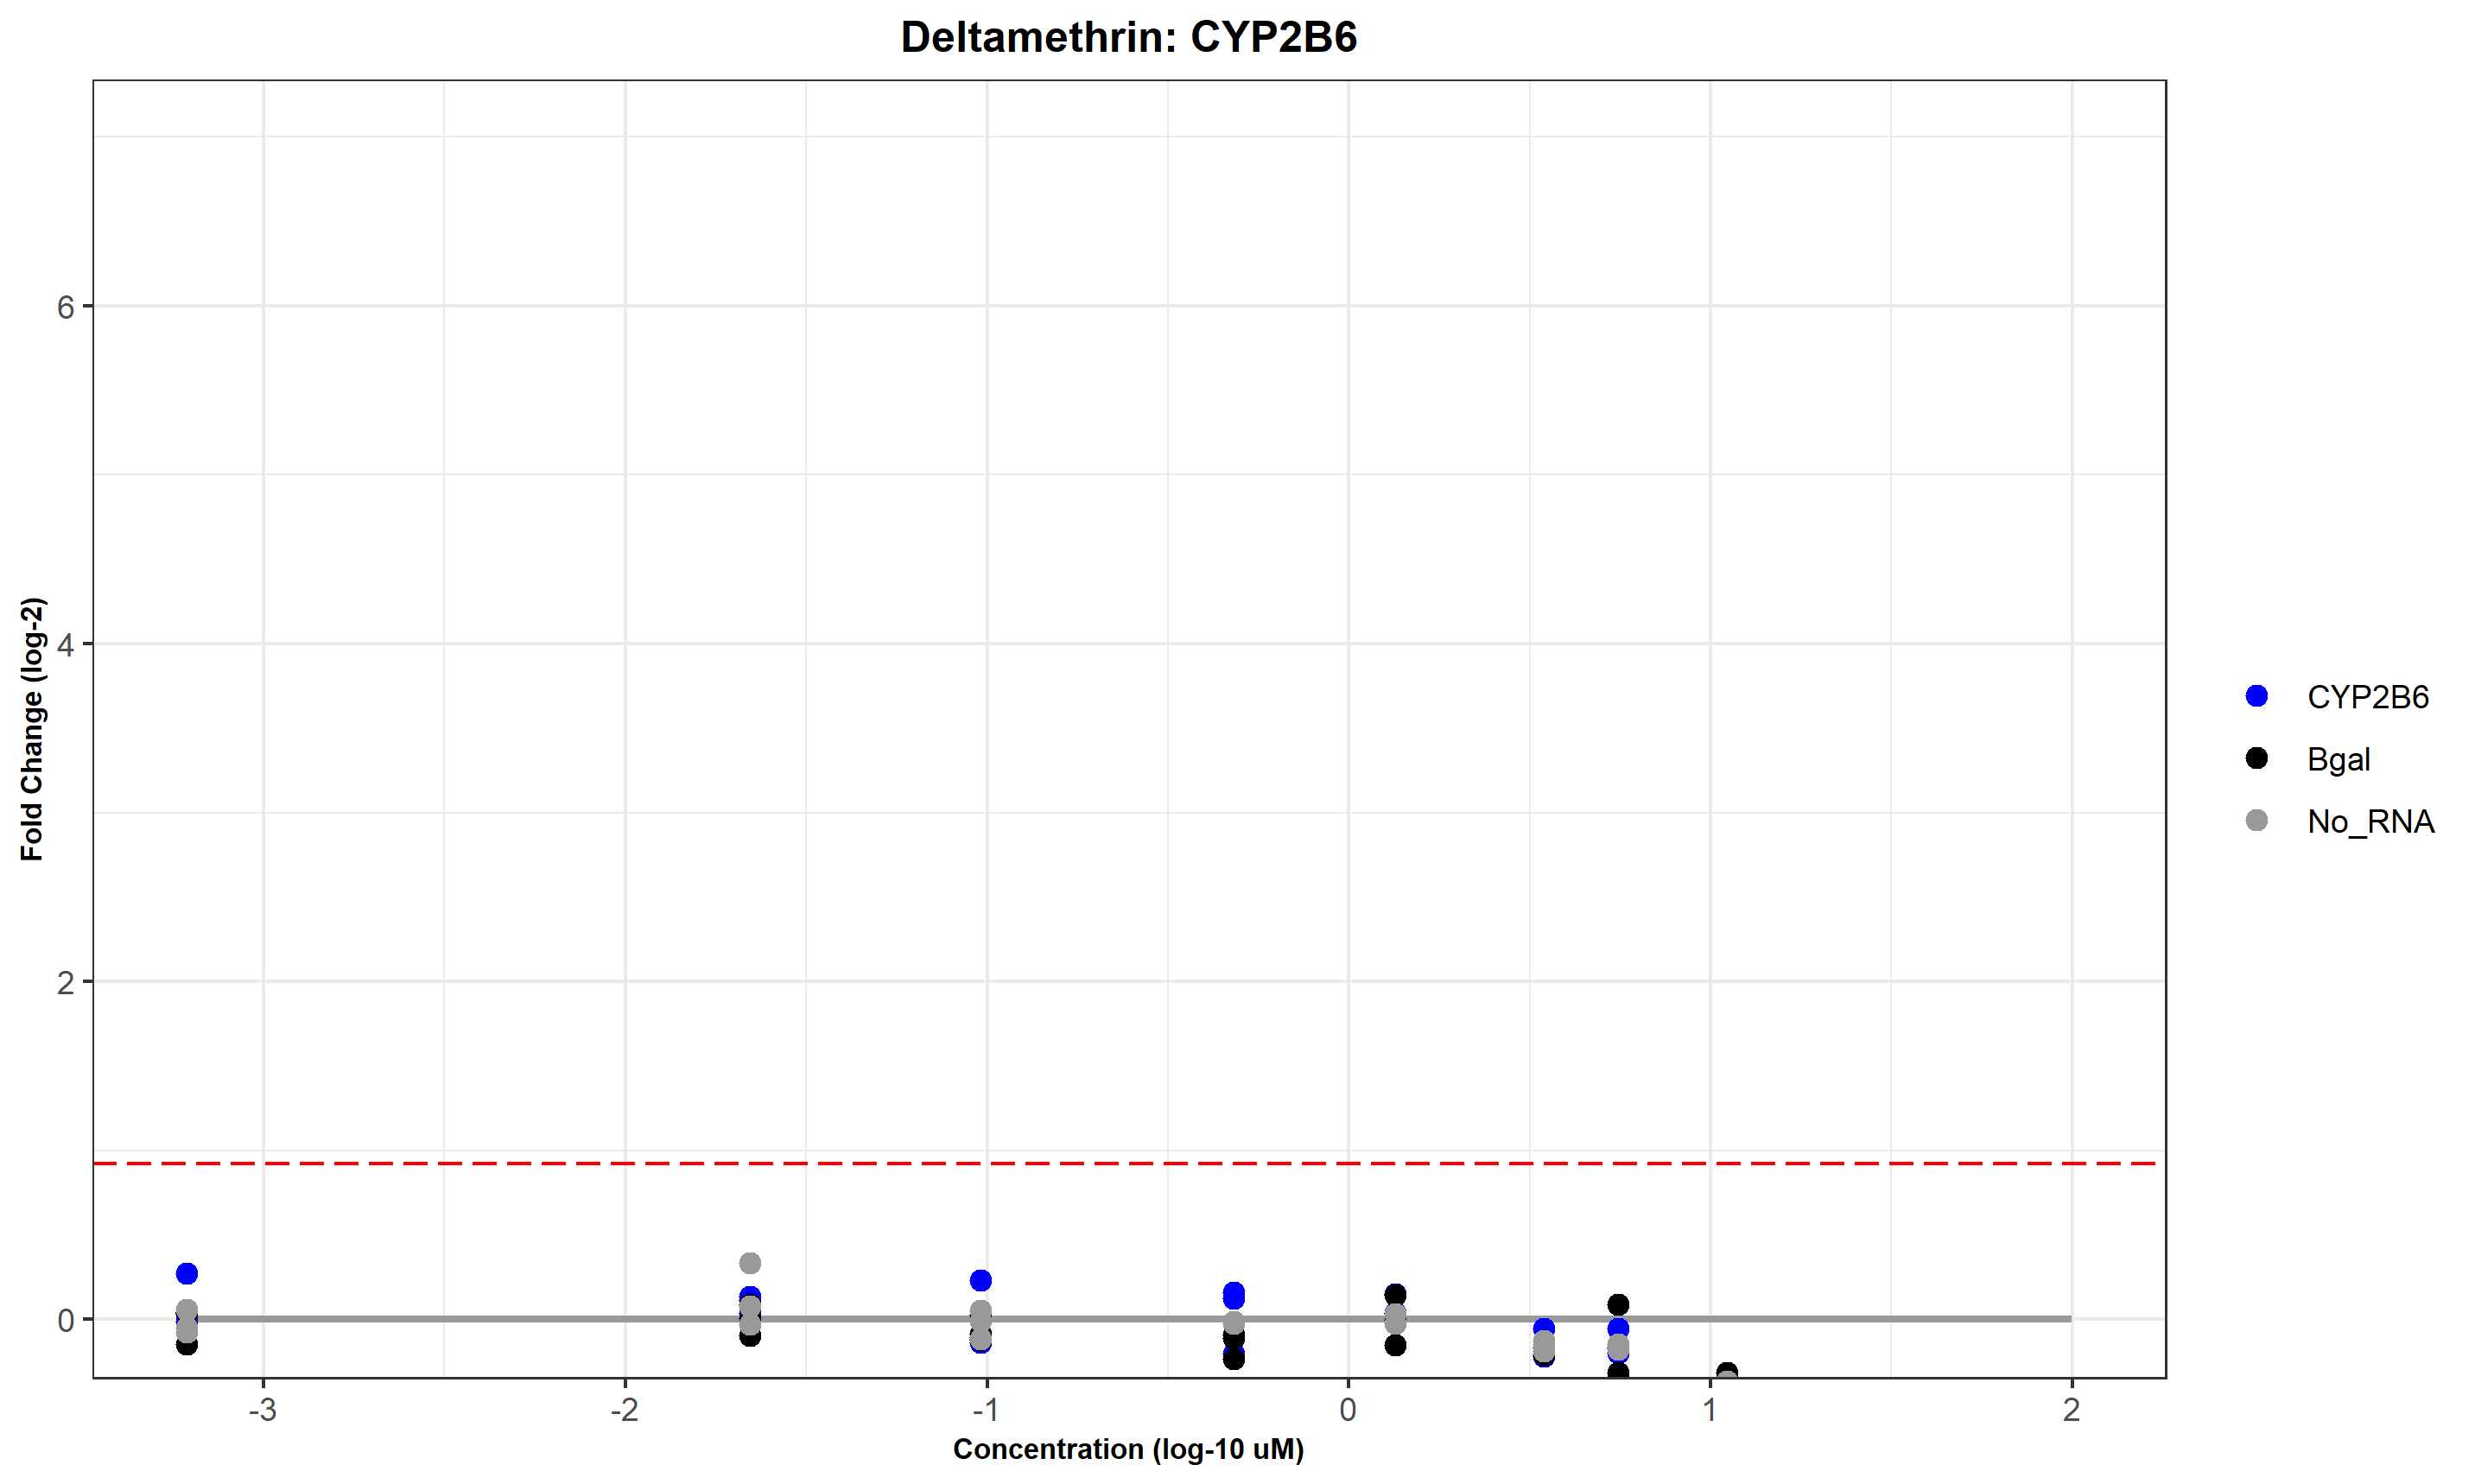 Deltamethrin: CYP2B6
Fold Change (log-2)
6
4
2
0
-3
-2
-1
0
1
2
Concentration (log-10 uM)
CYP2B6
Bgal
No_RNA